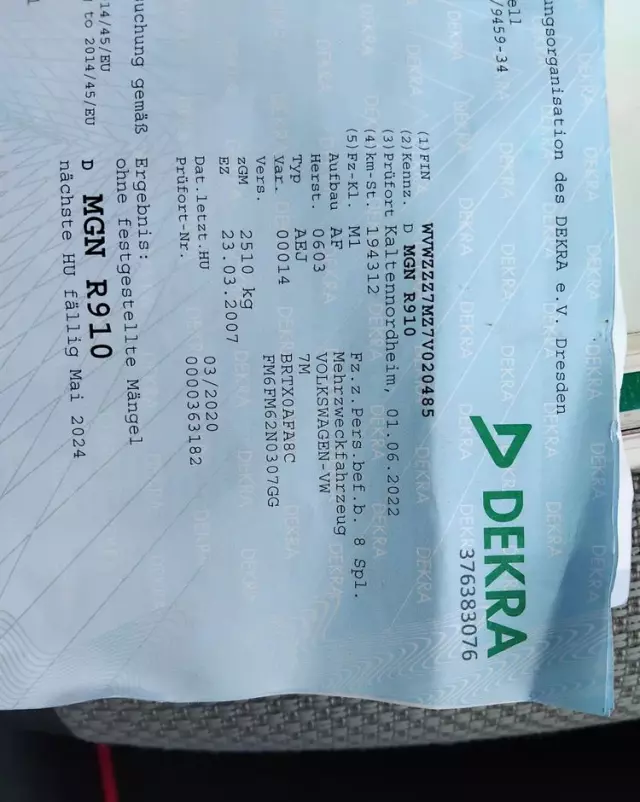 ungsorganisation des DEKRA e.V. Dresden
ell
/9459-34
DEKRA
376383076
(1)FIN WVWZZZ7MZ7V020485
(2)Kennz. D MGN R910
(3)Prüfort Kaltennordheim, 01.06.2022
(4)km-St. 194312
(5)Fz-Kl. M1 Fz.z.Pers.bef.b. 8 Spl.
Aufbau AF Mehrzweckfahrzeug
Herst. 0603 VOLKSWAGEN-VW
Typ AEJ 7M
Var. 00014 BRTX0AFA8C
Vers. FM6FM62N0307GG
zGM 2510 kg
EZ 23.03.2007
Dat.letzt.HU 03/2020
Prüfort-Nr. 0000363182
uchung gemäß Ergebnis:
ohne festgestellte Mängel
14/45/EU
g to 2014/45/EU D MGN R910
nächste HU fällig Mai 2024